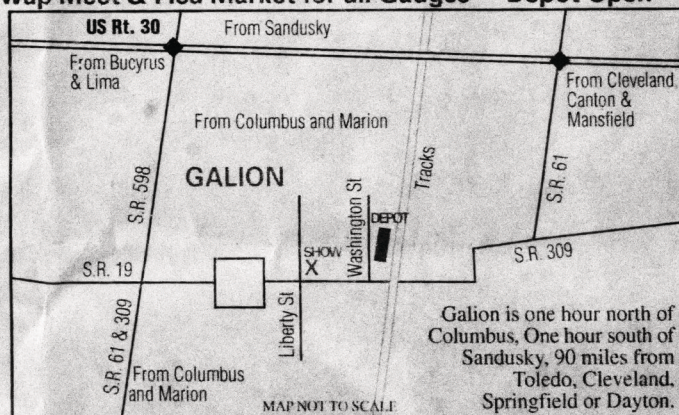 Swap Meet & Flea Market for all Gauges Depot Open
US Rt. 30
From Sandusky
From Bucyrus
& Lima
From Cleveland
Canton &
Mansfield
From Columbus and Marion
GALION
S.R. 598
Washington St
Tracks
S.R. 61
DEPOT
SHOW
X
S.R. 19
S.R. 309
Liberty St
S.R. 61 & 309
From Columbus
and Marion
Galion is one hour north of
Columbus, One hour south of
Sandusky, 90 miles from
Toledo, Cleveland,
Springfield or Dayton.
MAP NOT TO SCALE